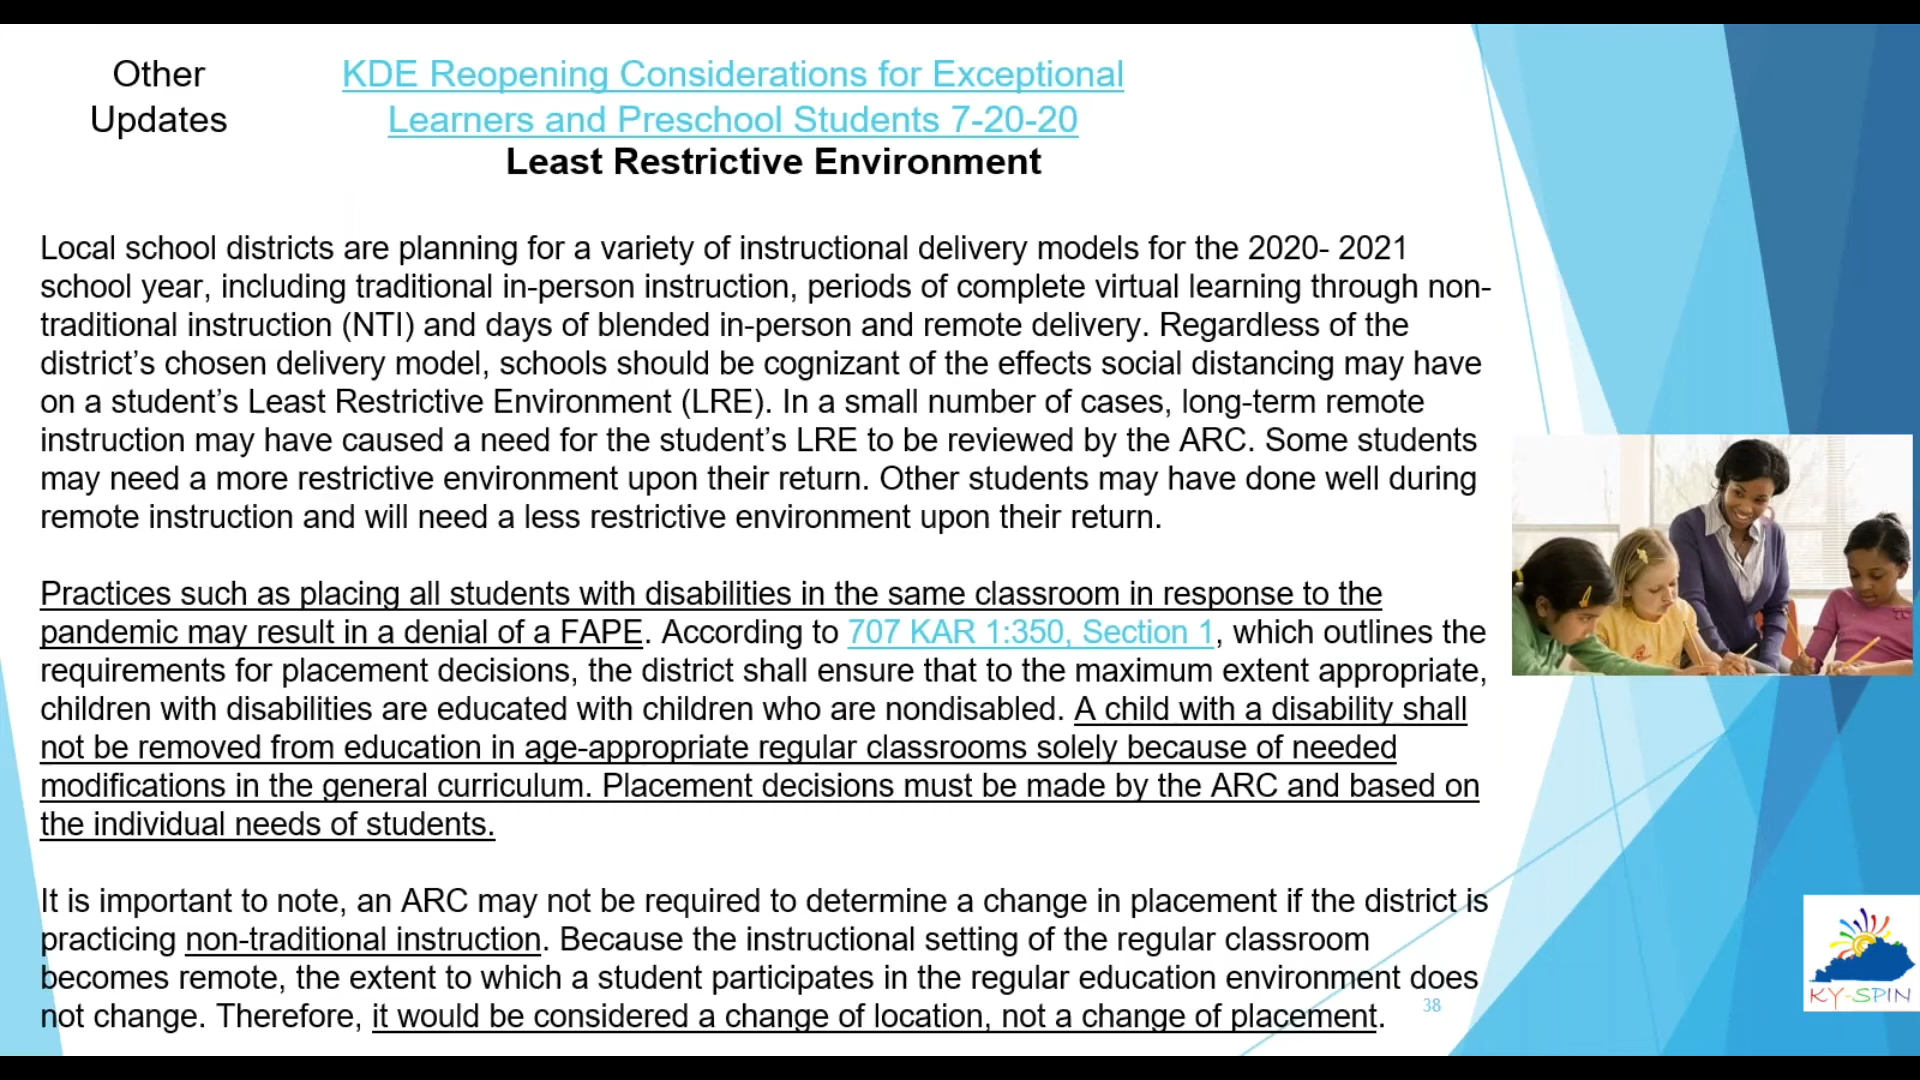 Other
Updates
KDE Reopening Considerations for Exceptional
Learners and Preschool Students 7-20-20
Least Restrictive Environment
Local school districts are planning for a variety of instructional delivery models for the 2020- 2021
school year, including traditional in-person instruction, periods of complete virtual learning through non-
traditional instruction (NTI) and days of blended in-person and remote delivery. Regardless of the
district’s chosen delivery model, schools should be cognizant of the effects social distancing may have
on a student’s Least Restrictive Environment (LRE). In a small number of cases, long-term remote
instruction may have caused a need for the student’s LRE to be reviewed by the ARC. Some students
may need a more restrictive environment upon their return. Other students may have done well during
remote instruction and will need a less restrictive environment upon their return.
Practices such as placing all students with disabilities in the same classroom in response to the
pandemic may result in a denial of a FAPE. According to 707 KAR 1:350, Section 1, which outlines the
requirements for placement decisions, the district shall ensure that to the maximum extent appropriate,
children with disabilities are educated with children who are nondisabled. A child with a disability shall
not be removed from education in age-appropriate regular classrooms solely because of needed
modifications in the general curriculum. Placement decisions must be made by the ARC and based on
the individual needs of students.
It is important to note, an ARC may not be required to determine a change in placement if the district is
practicing non-traditional instruction. Because the instructional setting of the regular classroom
becomes remote, the extent to which a student participates in the regular education environment does
not change. Therefore, it would be considered a change of location, not a change of placement.
38
KY-SPIN